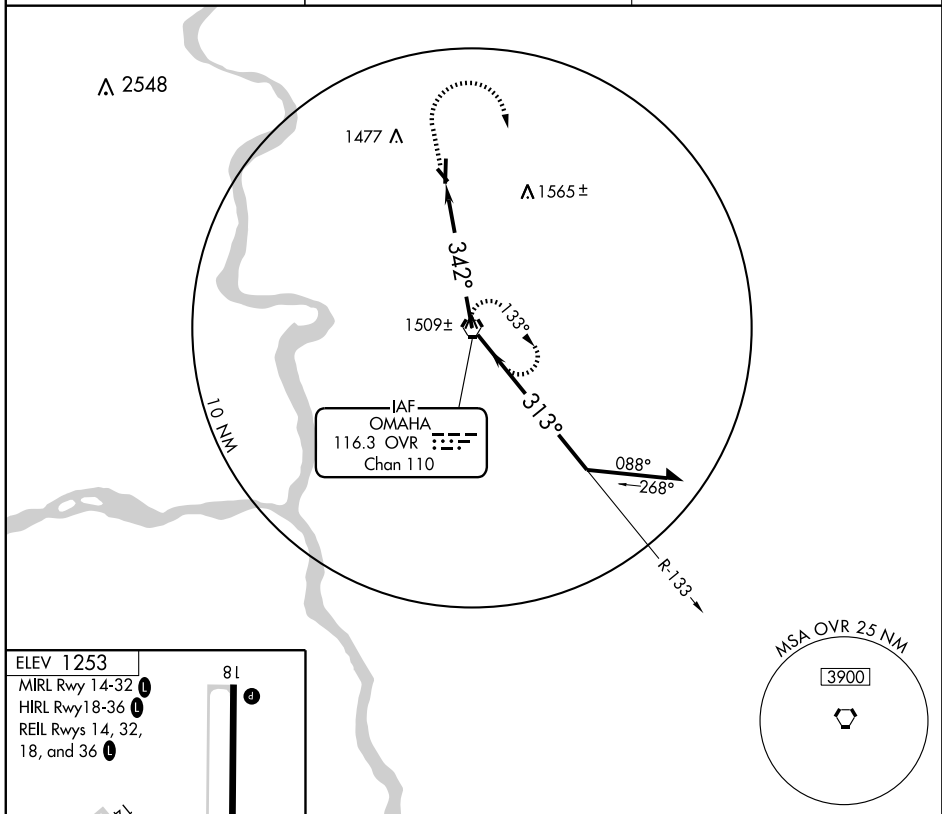 2548
1477
1565±
342°
1509±
133°
313°
10 NM
IAF
OMAHA
116.3 OVR
Chan 110
088°
268°
R-133
MSA OVR 25 NM
3900
ELEV 1253
MIRL Rwy 14-32 L
HIRL Rwy18-36 L
REIL Rwys 14, 32,
18, and 36 L
18
P